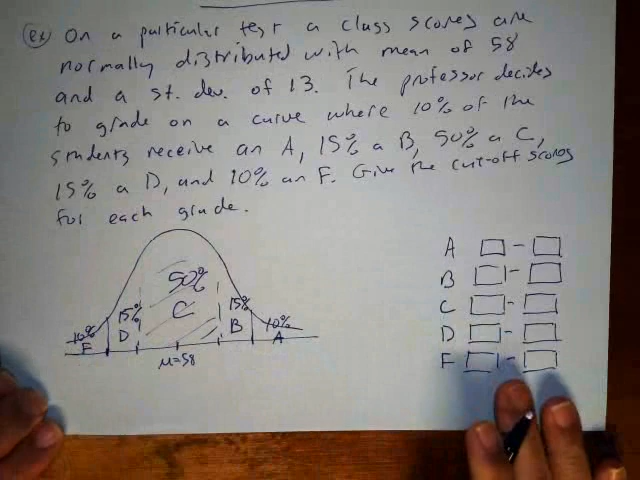 (ex) On a particular test a class scores are
normally distributed with mean of 58
and a st. dev. of 13. The professor decides
to grade on a curve where 10% of the
students receive an A, 15% a B, 50% a C,
15% a D, and 10% an F. Give the cut-off scores
for each grade.
50%
C
15%
D
15%
B
10%
F
10%
A
μ=58
A -
B -
C -
D -
F -